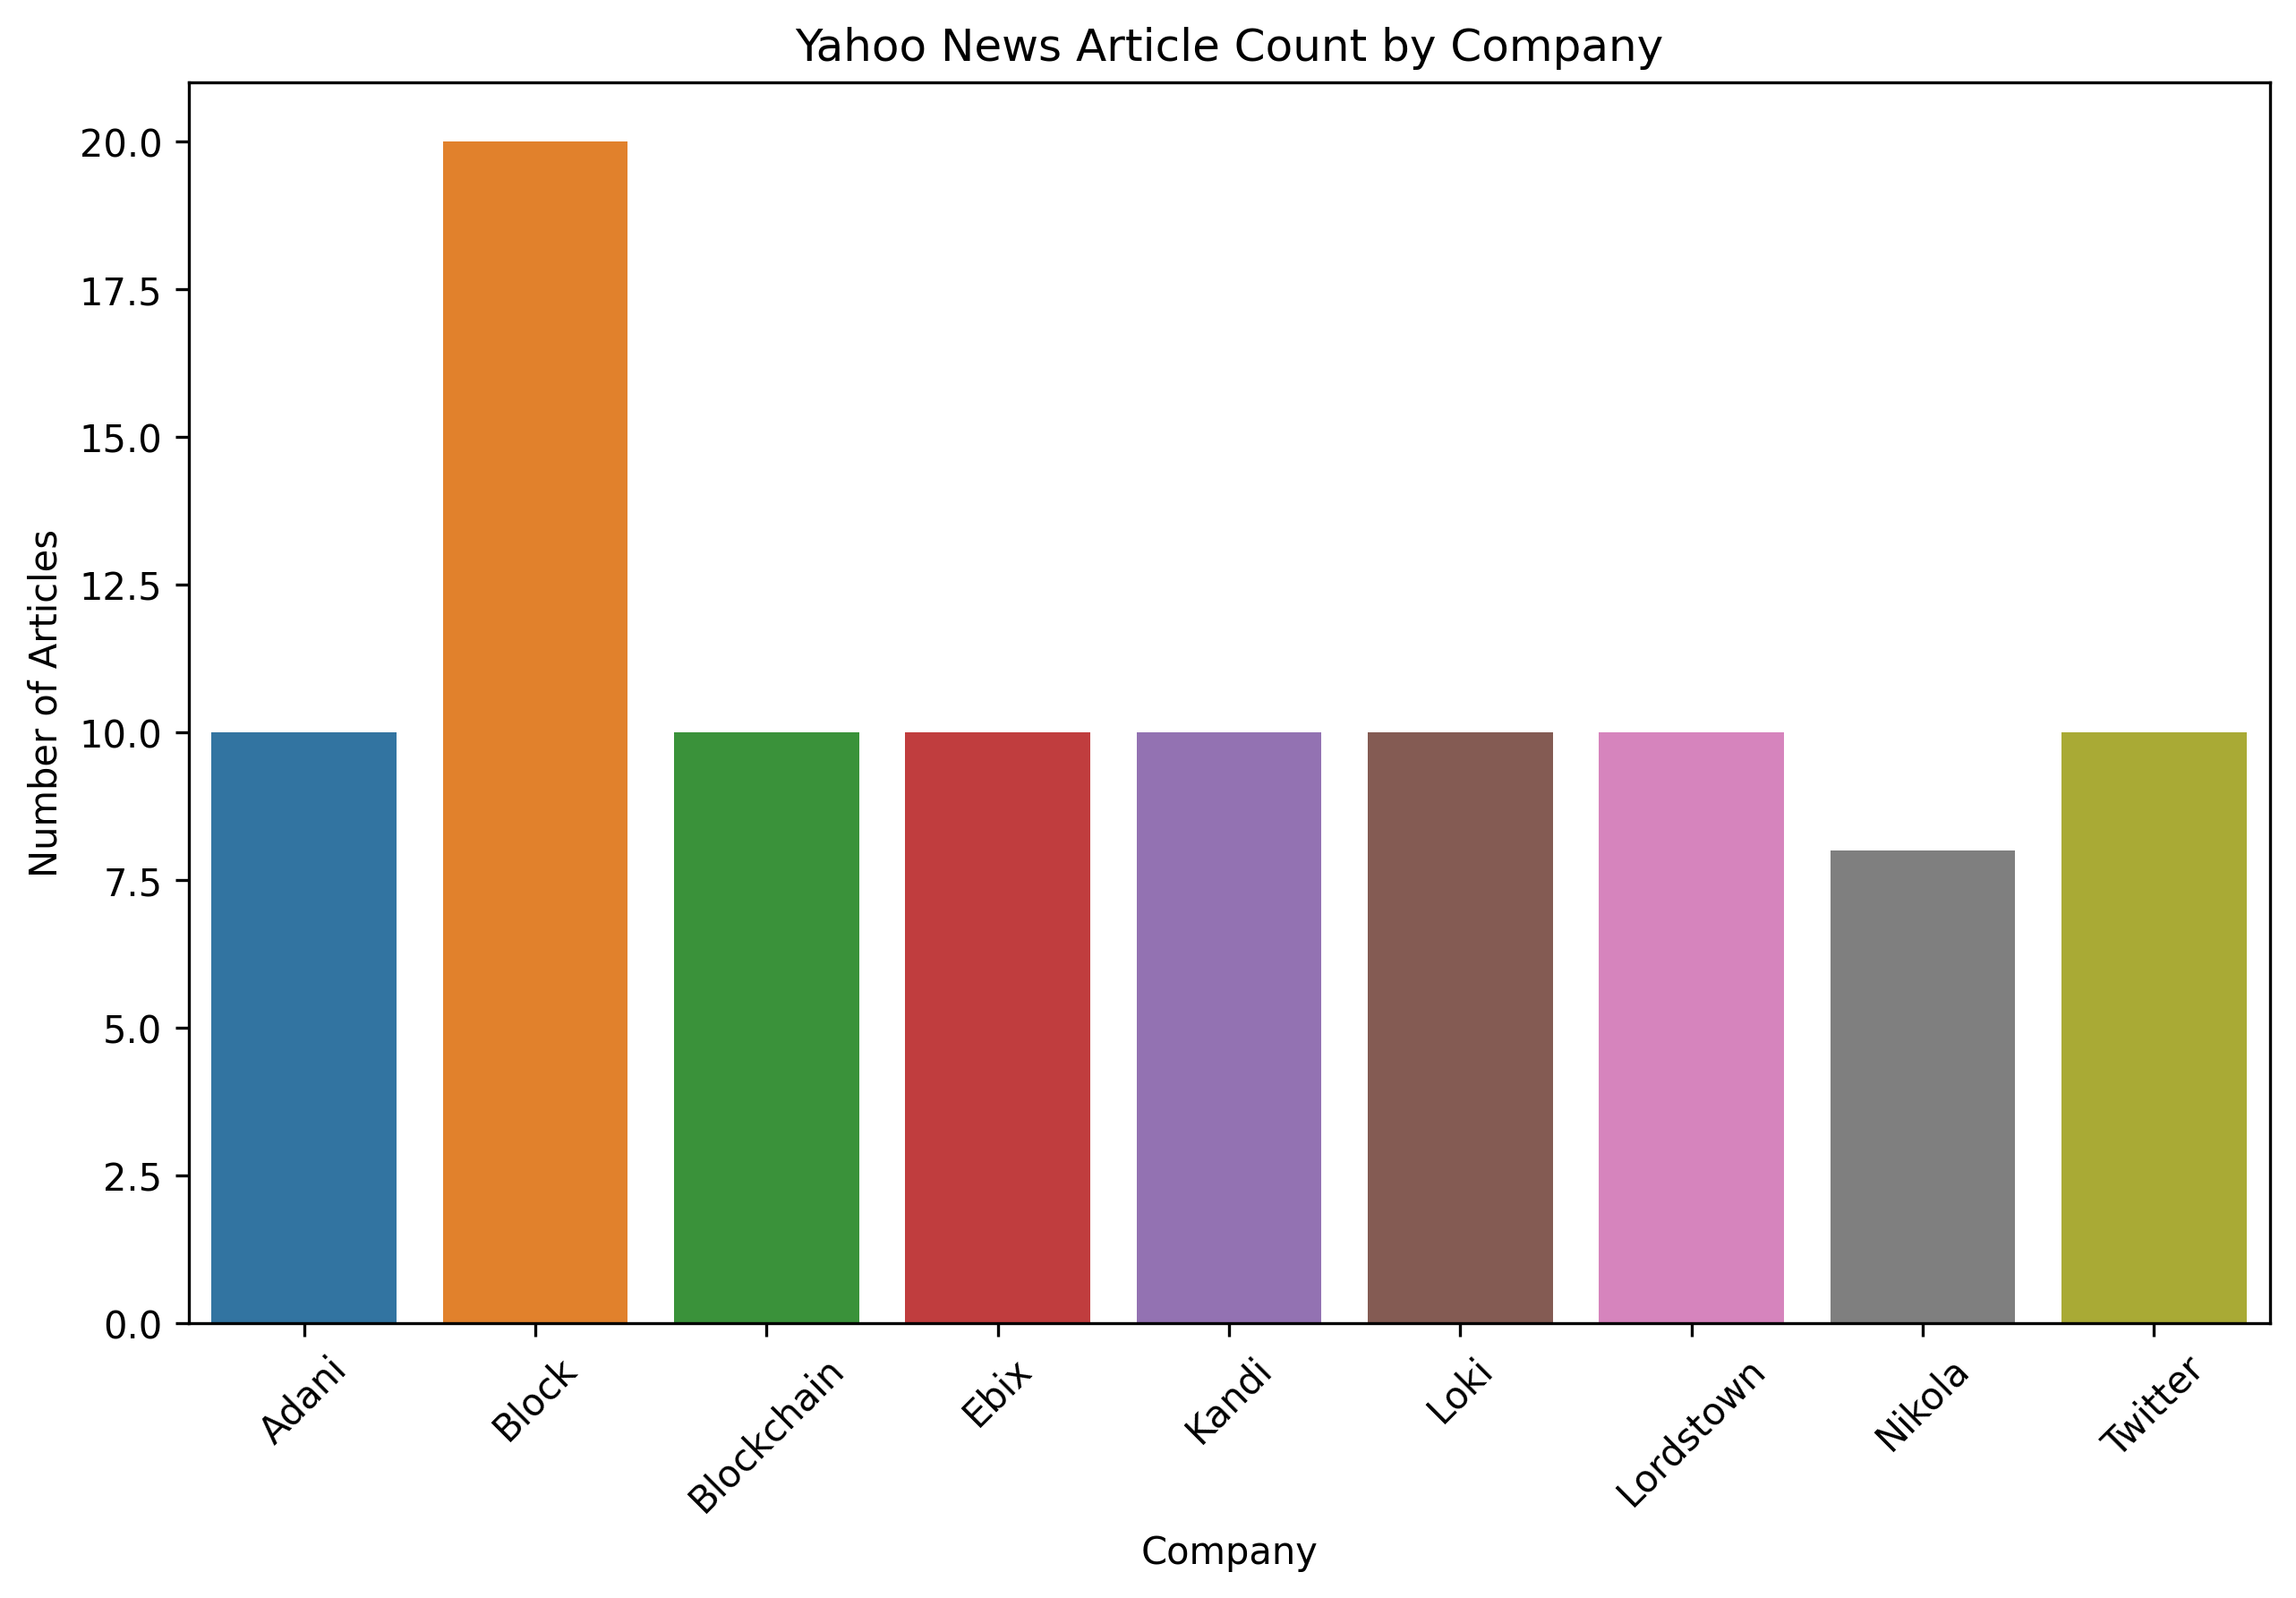 Yahoo News Article Count by Company
Number of Articles
20.0
17.5
15.0
12.5
10.0
7.5
5.0
2.5
0.0
Adani
Block
Blockchain
Ebix
Kandi
Loki
Lordstown
Nikola
Twitter
Company